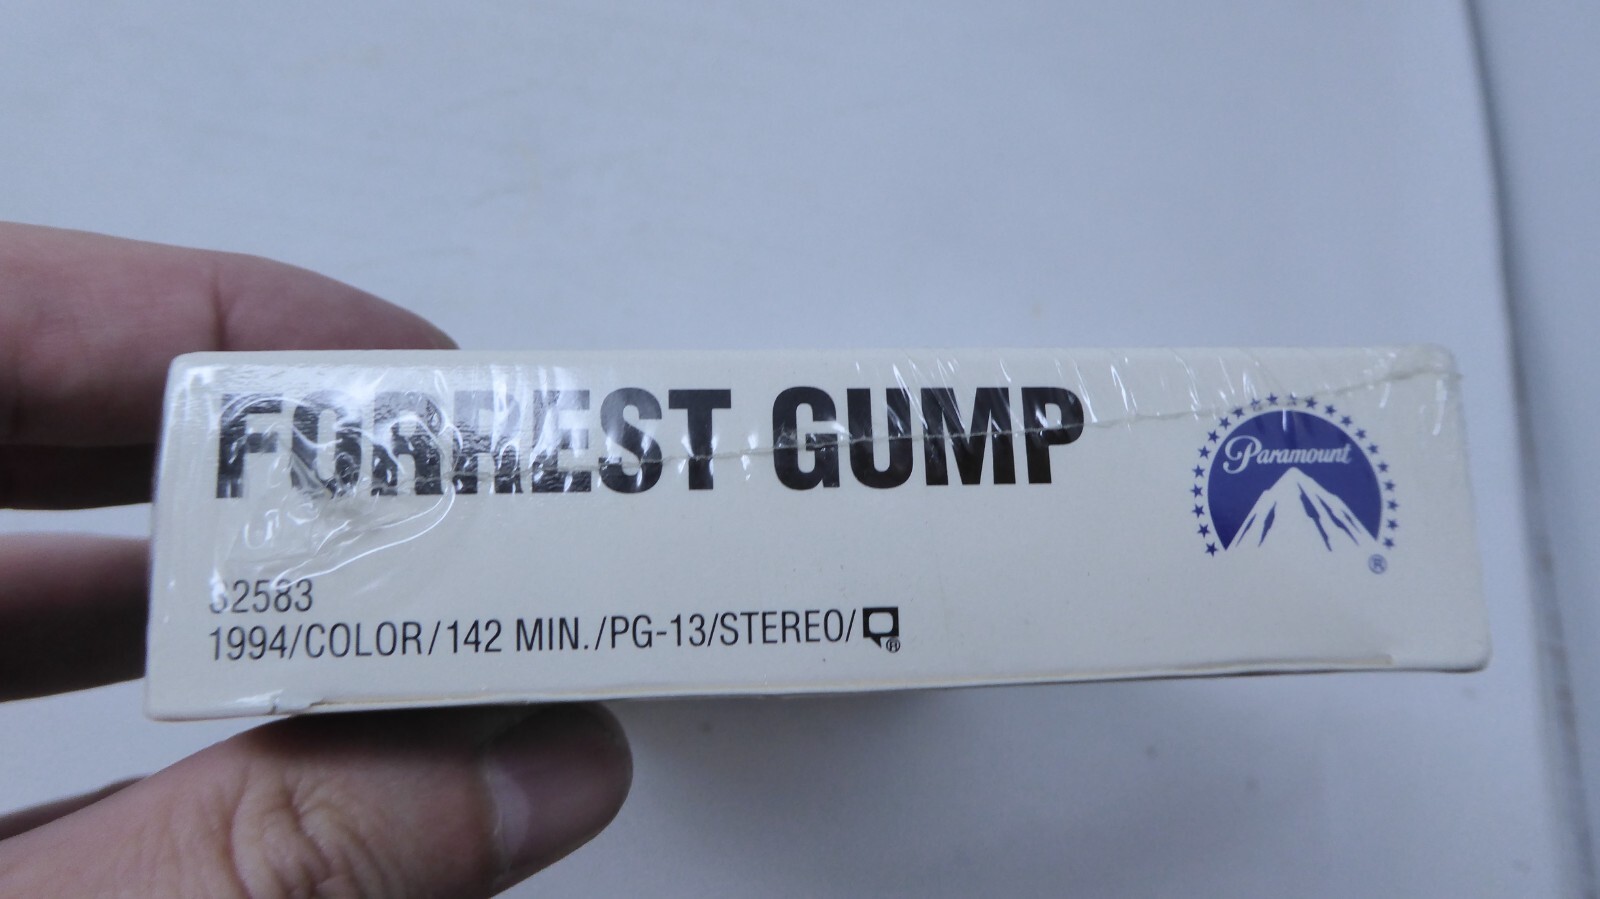 FORREST GUMP
Paramount
®
32583
1994/COLOR/142 MIN./PG-13/STEREO/
®